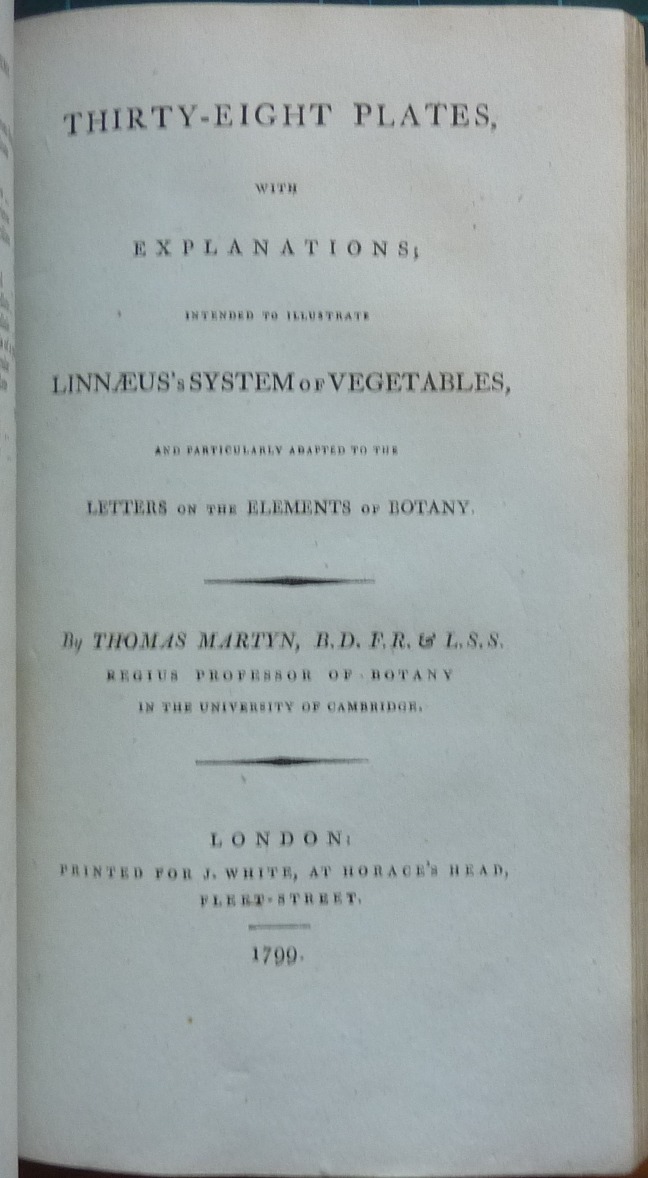 THIRTY-EIGHT PLATES,
WITH
EXPLANATIONS;
INTENDED TO ILLUSTRATE
LINNÆUS's SYSTEM OF VEGETABLES,
AND PARTICULARLY ADAPTED TO THE
LETTERS ON THE ELEMENTS OF BOTANY.
By THOMAS MARTYN, B.D. F.R. & L.S.S.
REGIUS PROFESSOR OF BOTANY
IN THE UNIVERSITY OF CAMBRIDGE.
LONDON:
PRINTED FOR J. WHITE, AT HORACE'S HEAD,
FLEET-STREET.
1799.